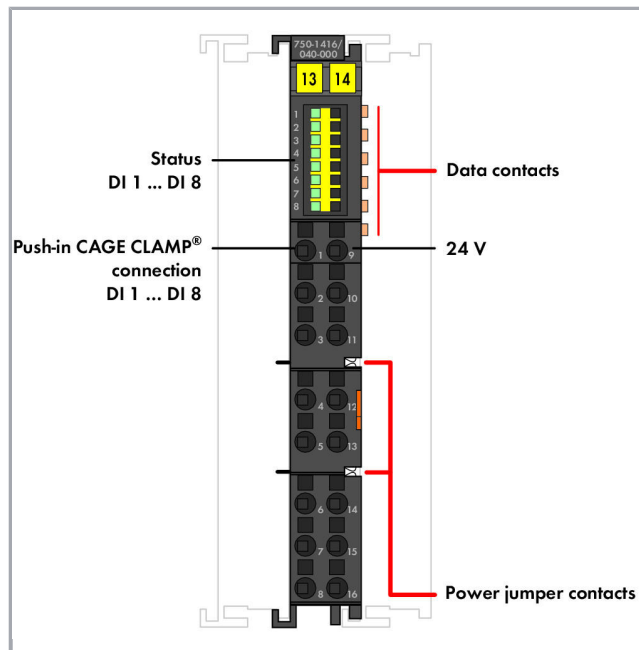 750-1416/
040-000
13 14
1
2
3
4
5
6
7
8
Status
DI 1 ... DI 8
Data contacts
Push-in CAGE CLAMP®
connection
DI 1 ... DI 8
24 V
1 9
2 10
3 11
4 12
5 13
6 14
7 15
8 16
Power jumper contacts